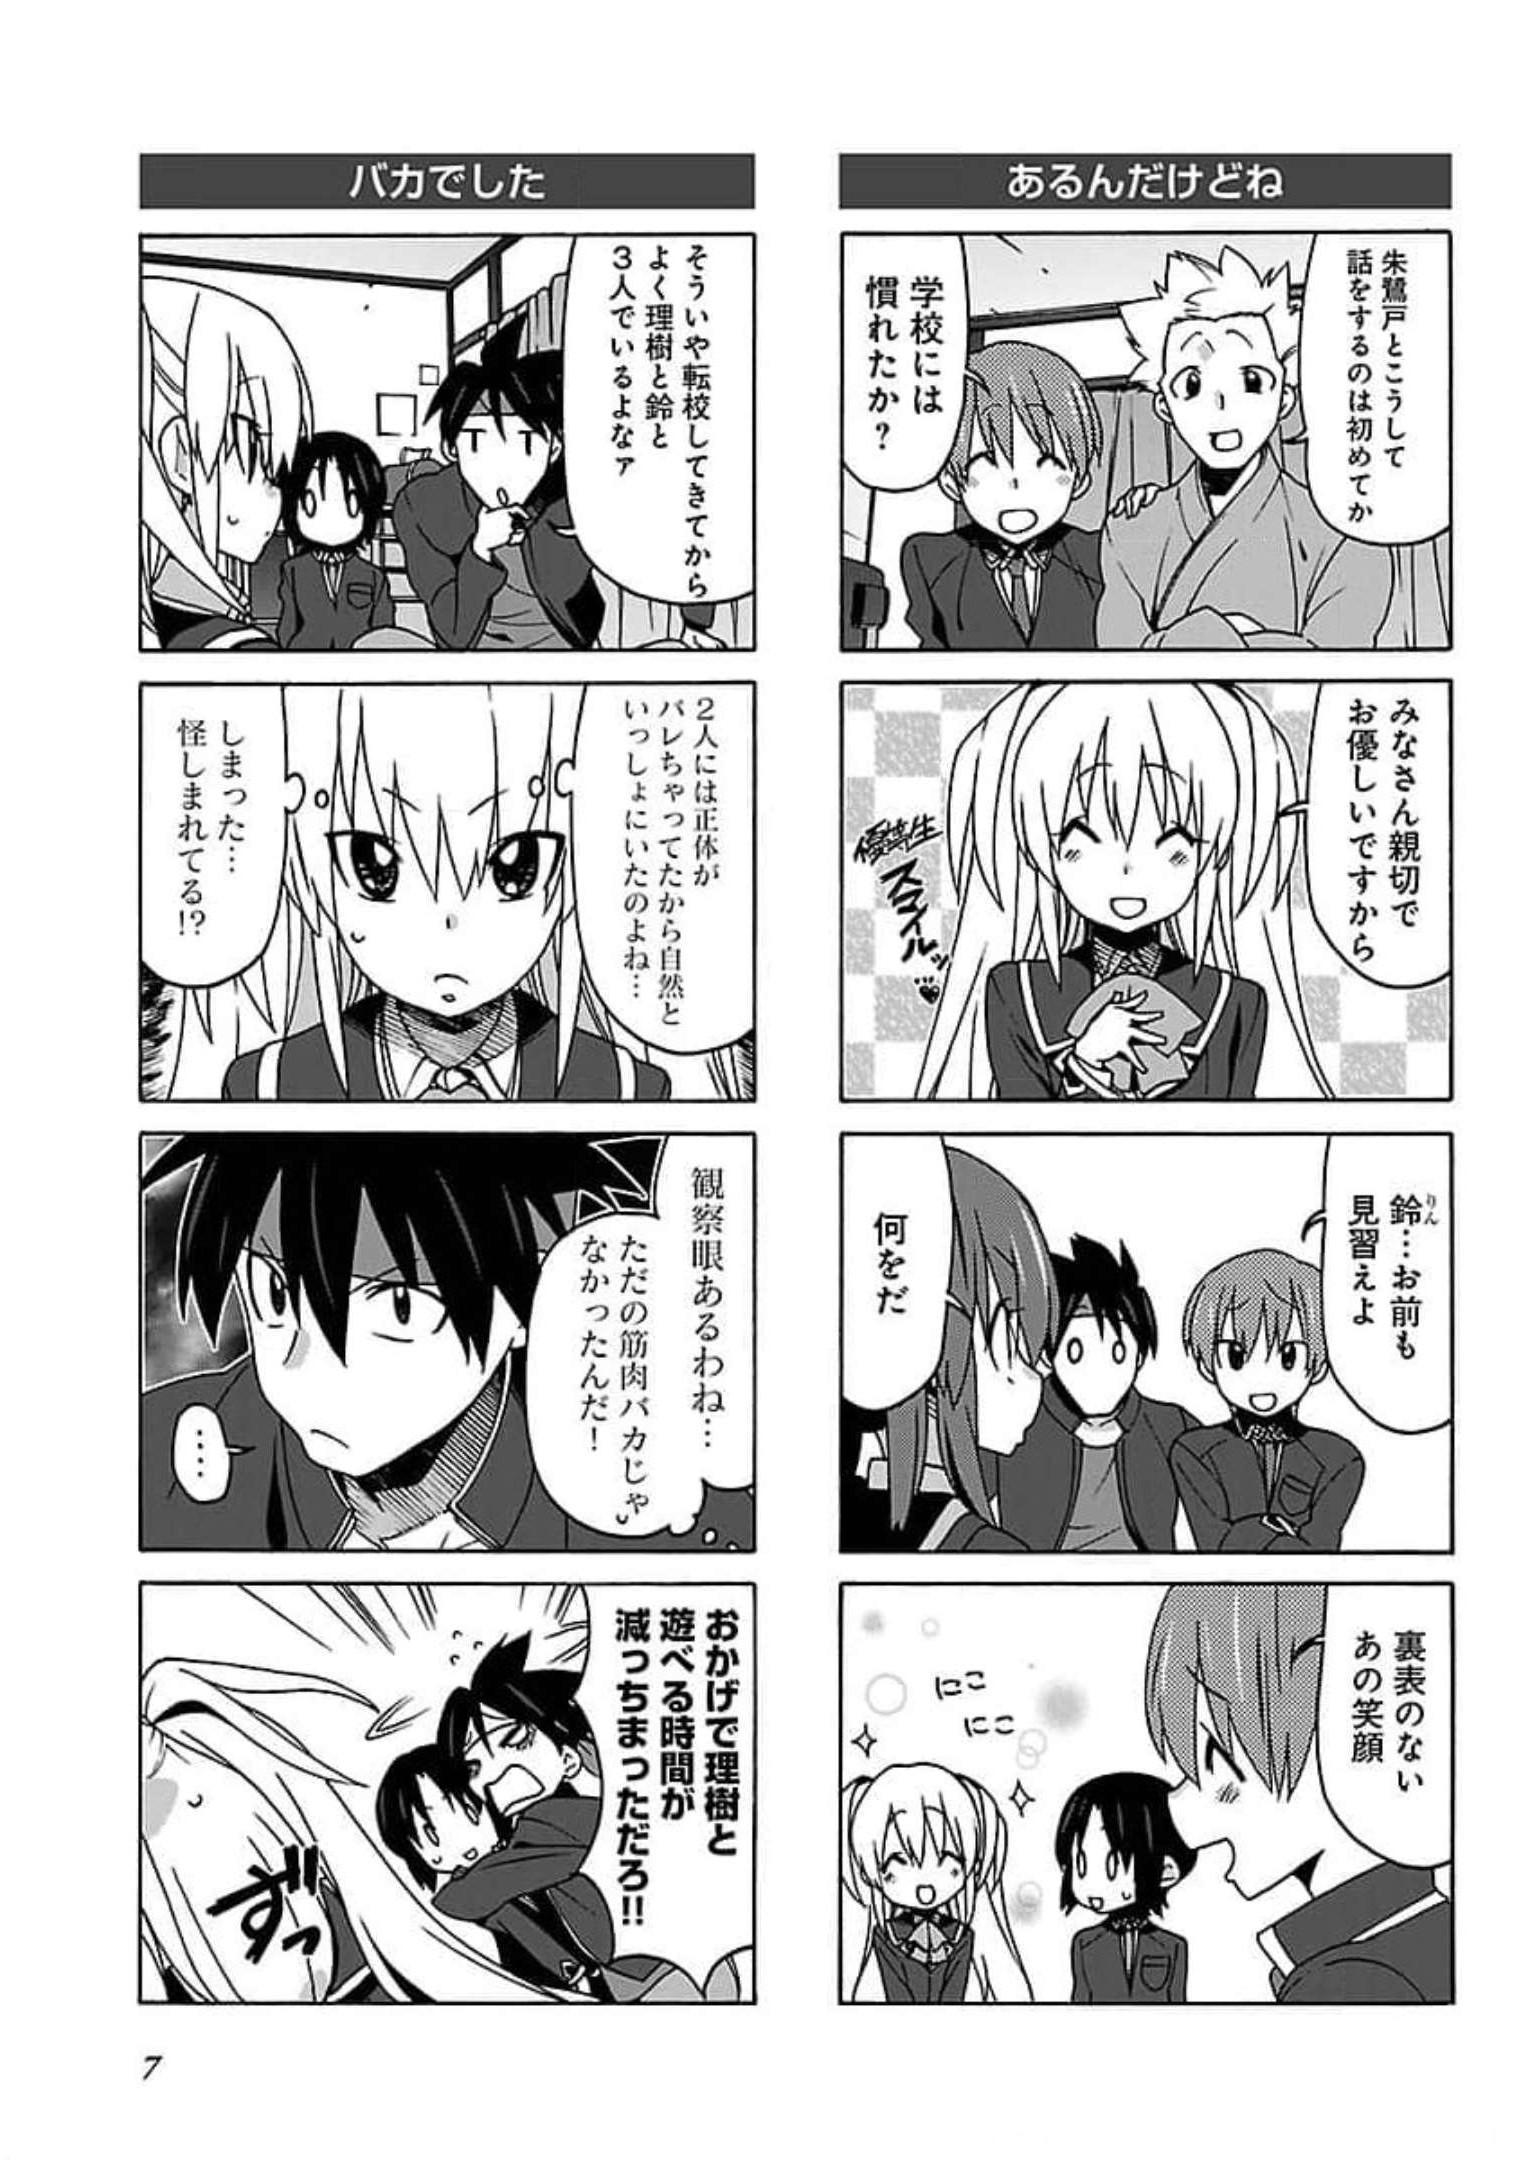 あるんだけどね
朱鷺戸とこうして
話をするのは初めてか
学校には
慣れたか？
みなさん親切で
お優しいですから
優等生
スマイルッ♥
鈴…お前も
りん
見習えよ
何をだ
裏表のない
あの笑顔
にこ
にこ
バカでした
そういや転校してきてから
よく理樹と鈴と
３人でいるよなァ
２人には正体が
バレちゃってたから自然と
いっしょにいたのよね…
しまった…
怪しまれてる!?
観察眼あるわね…
ただの筋肉バカじゃ
なかったんだ！
…
おかげで理樹と
遊べる時間が
減っちまっただろ!!
ずっ
7